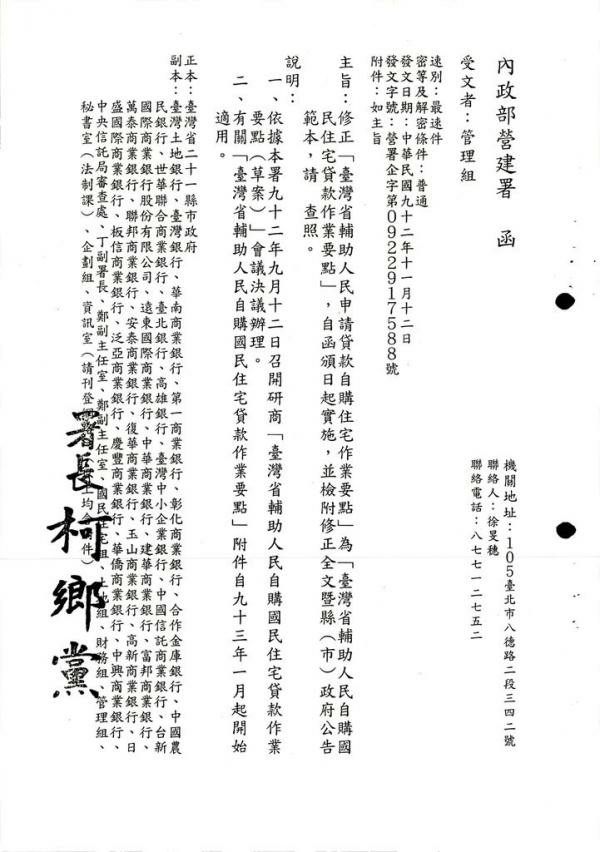 內政部營建署　函
機關地址：105臺北市八德路二段三四二號
聯絡人：徐旻穗
聯絡電話：八七七一二七五二
受文者：管理組
速別：最速件
密等及解密條件：普通
發文日期：中華民國九十二年十一月十二日
發文字號：營署企字第0922917588號
附件：如主旨
主旨：修正「臺灣省輔助人民申請貸款自購住宅作業要點」為「臺灣省輔助人民自購國
民住宅貸款作業要點」，自函頒日起實施，並檢附修正全文暨縣（市）政府公告
範本，請　查照。
說明：
一、依據本署九十二年九月十二日召開研商「臺灣省輔助人民自購國民住宅貸款作業
要點（草案）」會議決議辦理。
二、有關「臺灣省輔助人民自購國民住宅貸款作業要點」附件自九十三年一月起開始
適用。
正本：臺灣省二十一縣市政府
副本：臺灣土地銀行、臺灣銀行、華南商業銀行、第一商業銀行、彰化商業銀行、合作金庫銀行、中國農
民銀行、世華聯合商業銀行、臺北銀行、高雄銀行、臺灣中小企業銀行、中國信託商業銀行、台新
國際商業銀行股份有限公司、遠東國際商業銀行、中華商業銀行、建華商業銀行、富邦商業銀行、
萬泰商業銀行、聯邦商業銀行、安泰商業銀行、復華商業銀行、玉山商業銀行、高新商業銀行、日
盛國際商業銀行、板信商業銀行、泛亞商業銀行、慶豐商業銀行、華僑商業銀行、中興商業銀行、
中央信託局審查處、丁副署長、鄭副主任室、鄭副主任室、國民住宅組、土地組、財務組、管理組、
秘書室（法制課）、企劃組、資訊室（請刊登 均含附件）
署長柯鄉黨